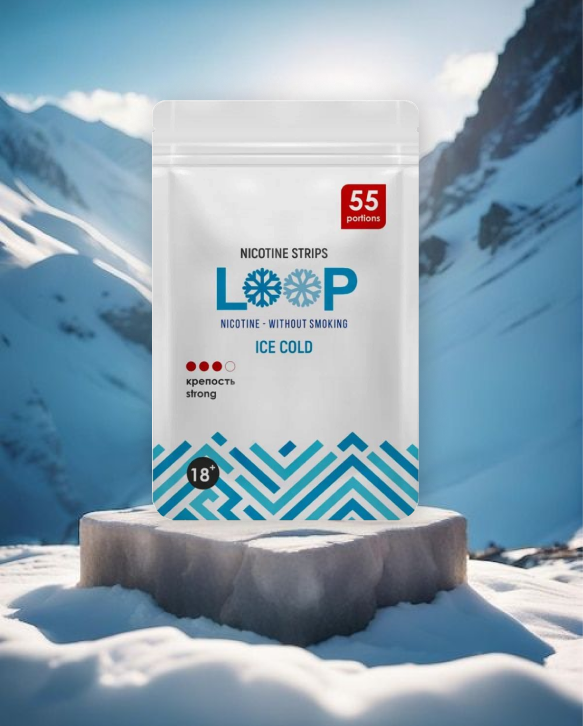 55
portions
NICOTINE STRIPS
LOOP
NICOTINE - WITHOUT SMOKING
ICE COLD
крепость
strong
18+